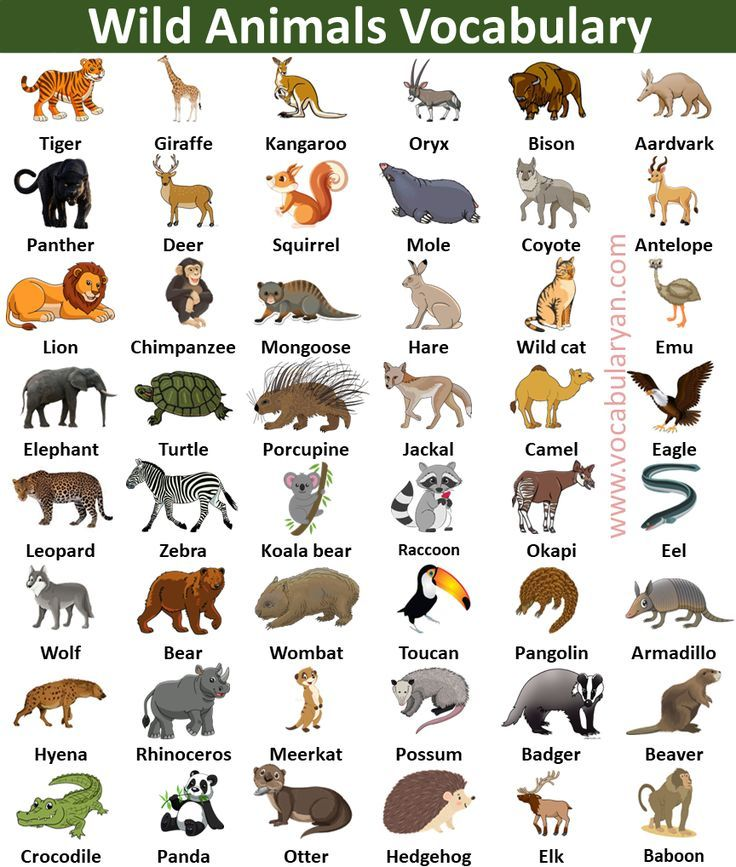 Wild Animals Vocabulary
Tiger Giraffe Kangaroo Oryx Bison Aardvark
Panther Deer Squirrel Mole Coyote Antelope
Lion Chimpanzee Mongoose Hare Wild cat Emu
Elephant Turtle Porcupine Jackal Camel Eagle
Leopard Zebra Koala bear Raccoon Okapi Eel
Wolf Bear Wombat Toucan Pangolin Armadillo
Hyena Rhinoceros Meerkat Possum Badger Beaver
Crocodile Panda Otter Hedgehog Elk Baboon
www.vocabularyan.com